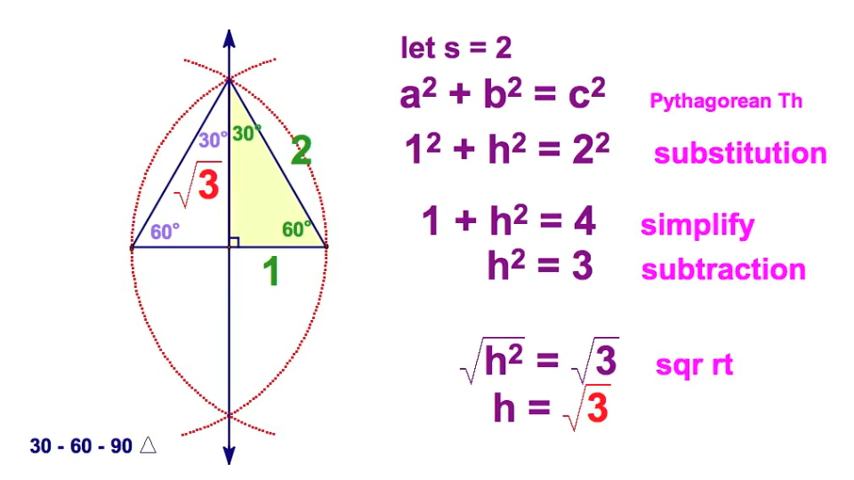 let s = 2
a² + b² = c² Pythagorean Th
1² + h² = 2² substitution
1 + h² = 4 simplify
h² = 3 subtraction
√h² = √3 sqr rt
h = √3
30° 30° 2
√3
60° 60°
1
30 - 60 - 90 △